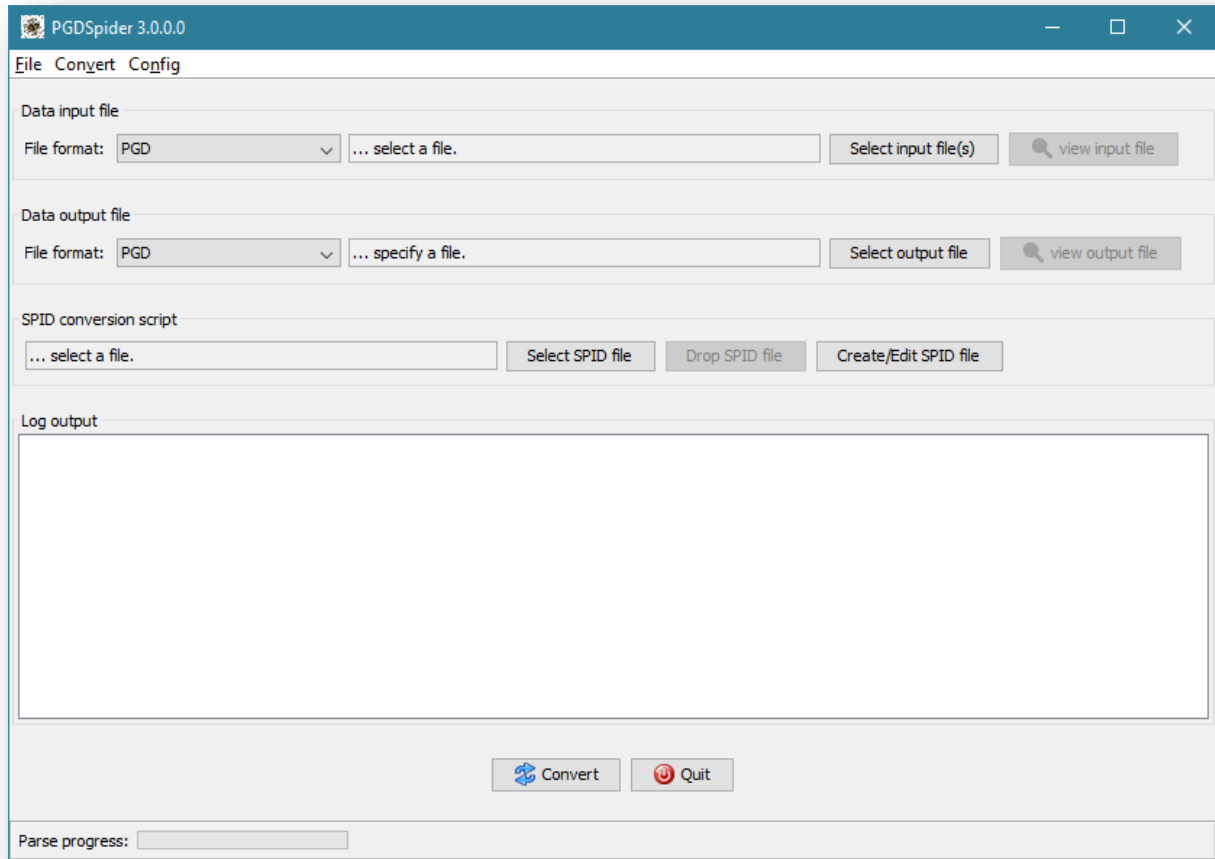 PGDSpider 3.0.0.0
File Convert Config
Data input file
File format: PGD ... select a file. Select input file(s) view input file
Data output file
File format: PGD ... specify a file. Select output file view output file
SPID conversion script
... select a file. Select SPID file Drop SPID file Create/Edit SPID file
Log output
Convert Quit
Parse progress: